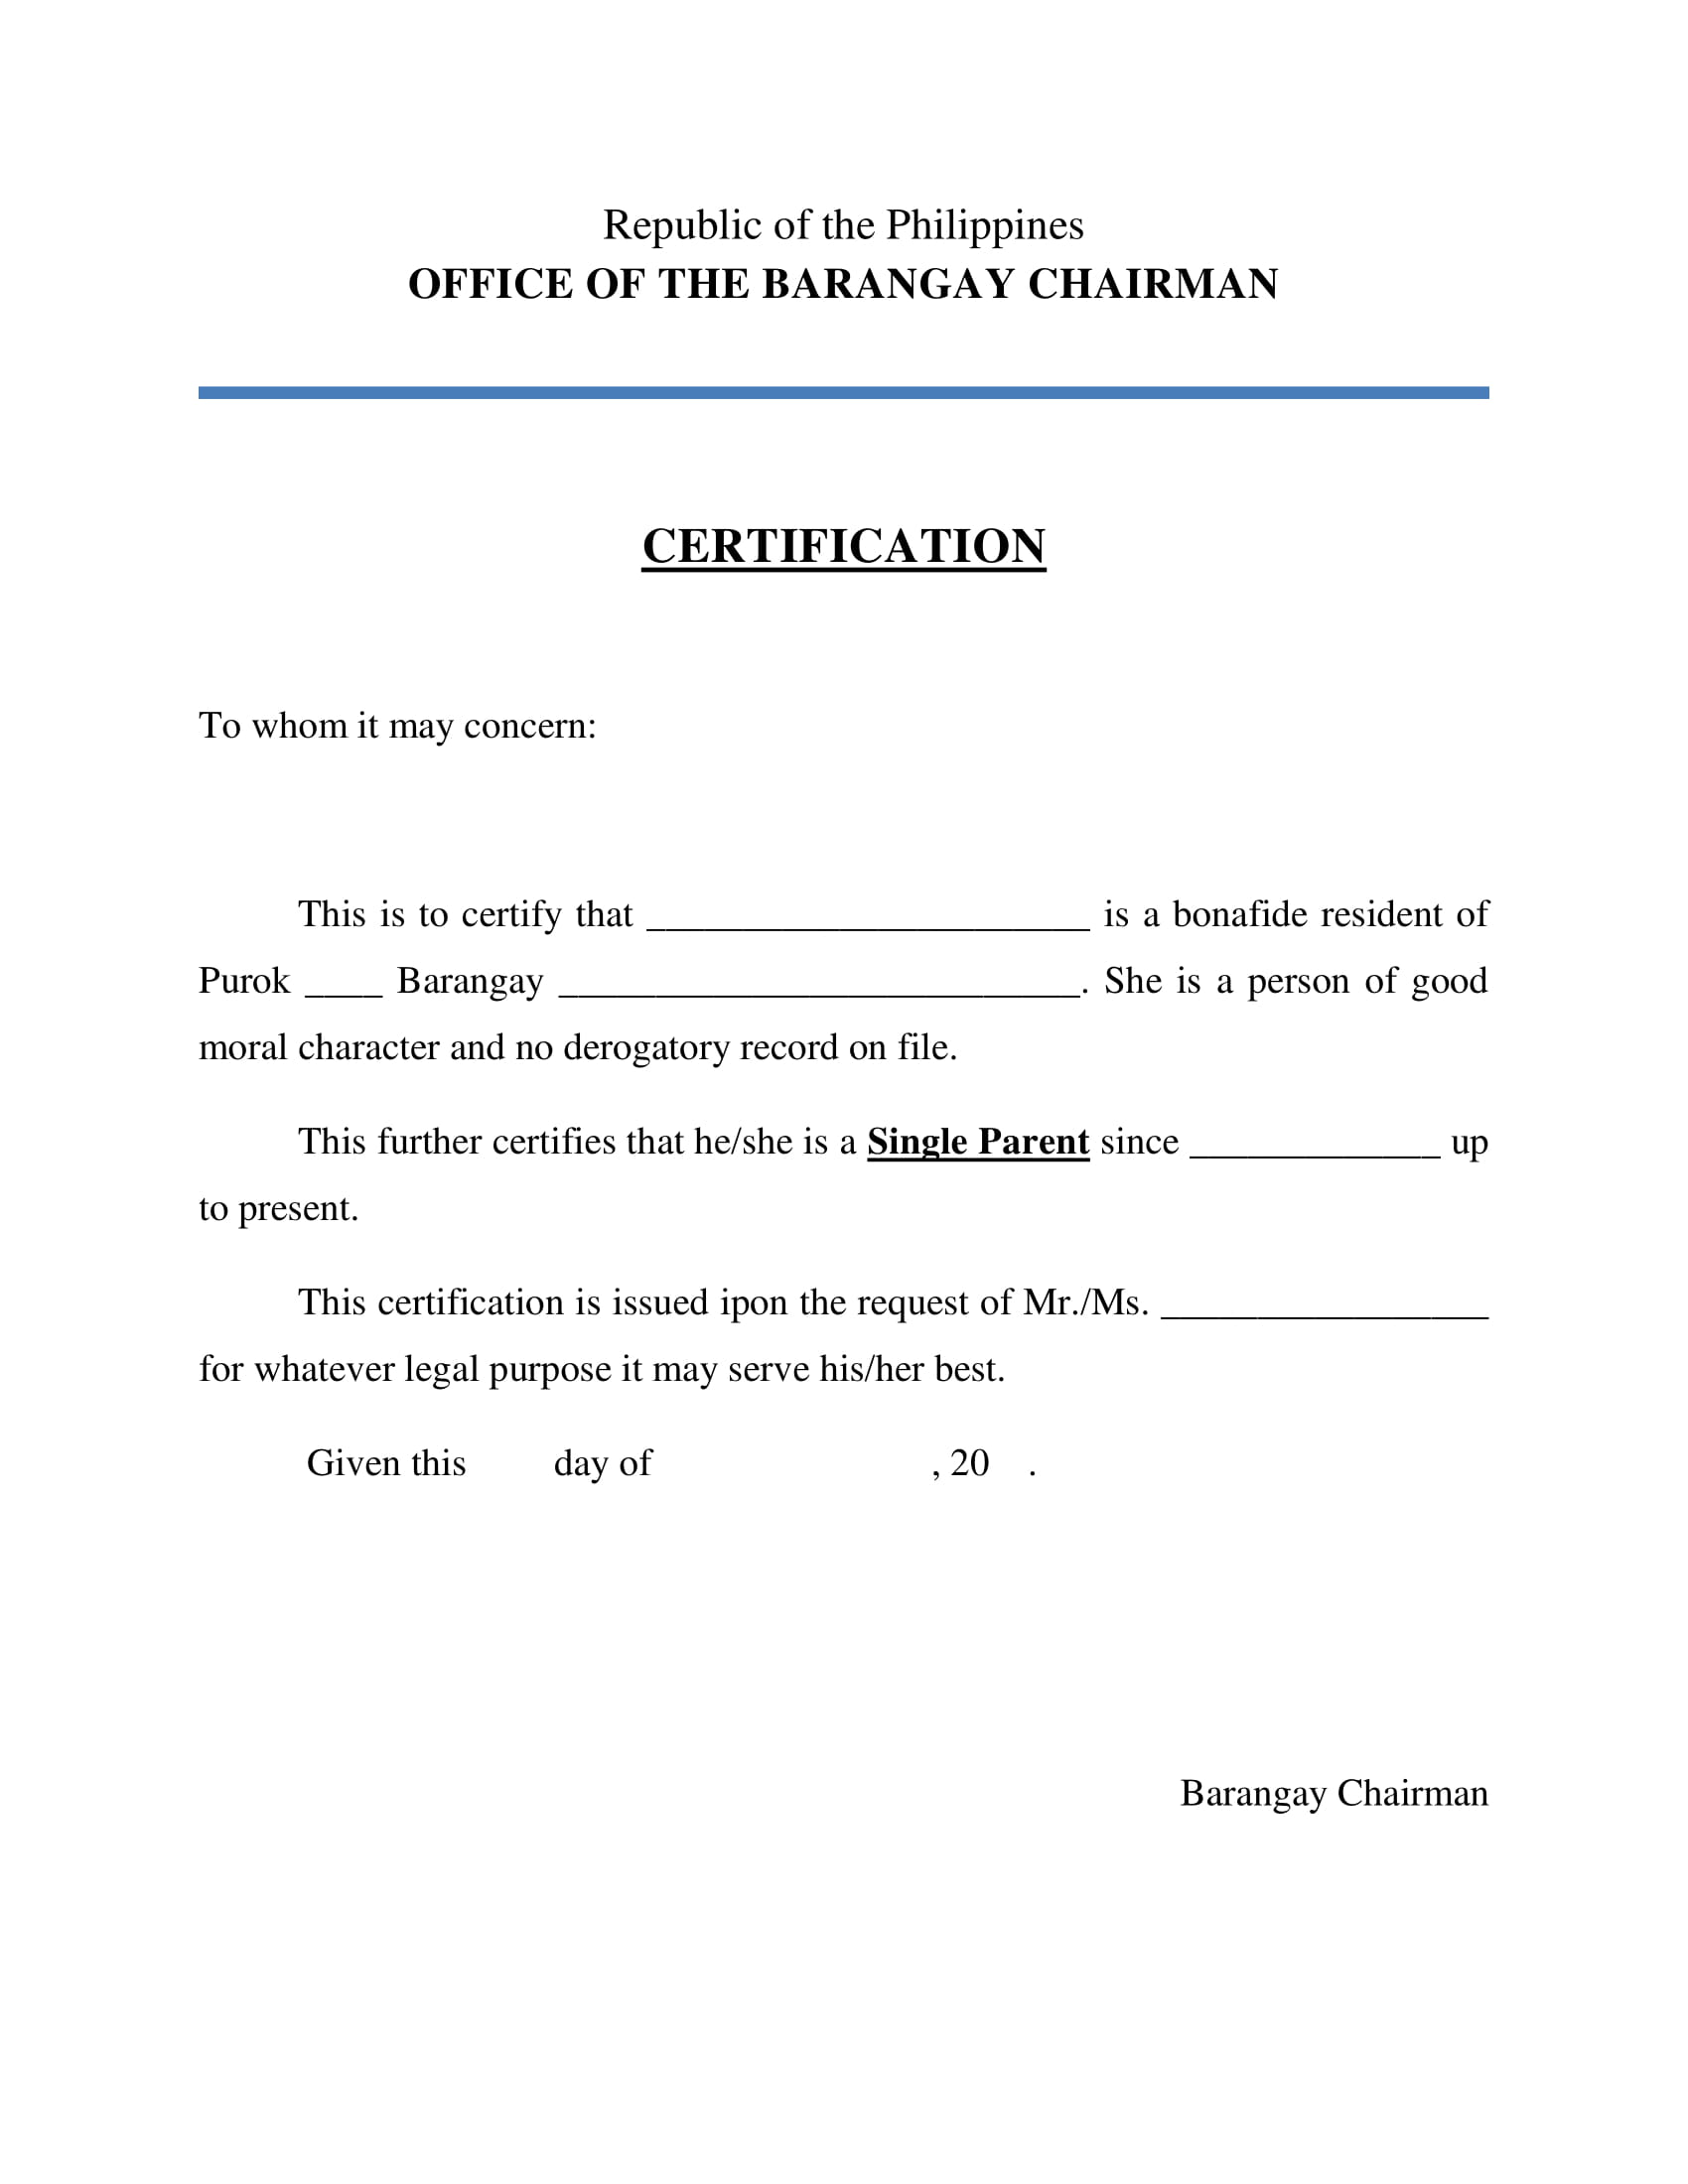 Republic of the Philippines
OFFICE OF THE BARANGAY CHAIRMAN
CERTIFICATION
To whom it may concern:
This is to certify that _______________________ is a bonafide resident of
Purok ____ Barangay ___________________________. She is a person of good
moral character and no derogatory record on file.
This further certifies that he/she is a Single Parent since _____________ up
to present.
This certification is issued ipon the request of Mr./Ms. _________________
for whatever legal purpose it may serve his/her best.
Given this day of , 20 .
Barangay Chairman